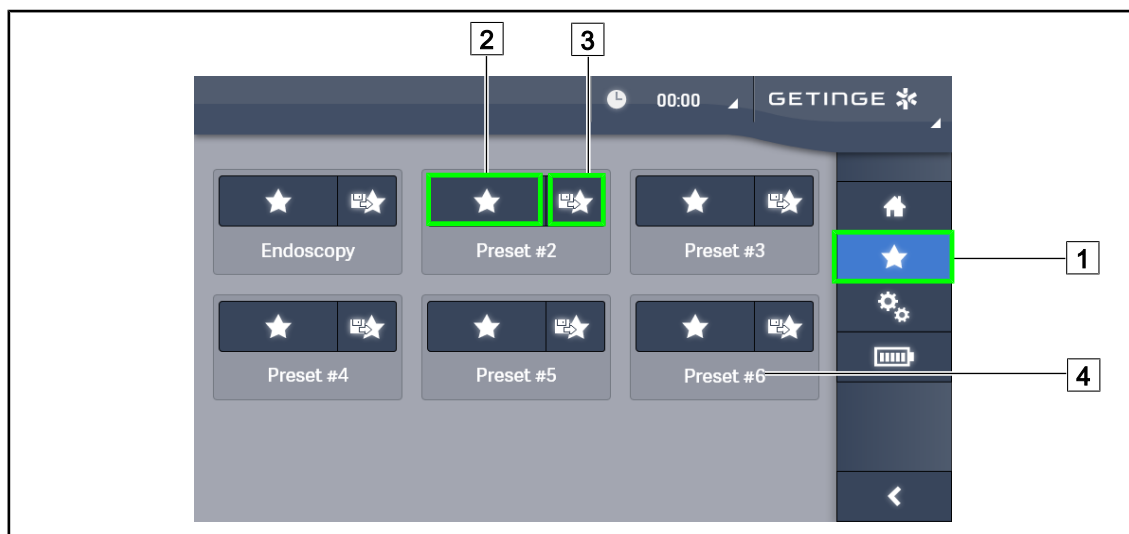 2 3
00:00 GETINGE
Endoscopy Preset #2 Preset #3
1
Preset #4 Preset #5 Preset #6
4